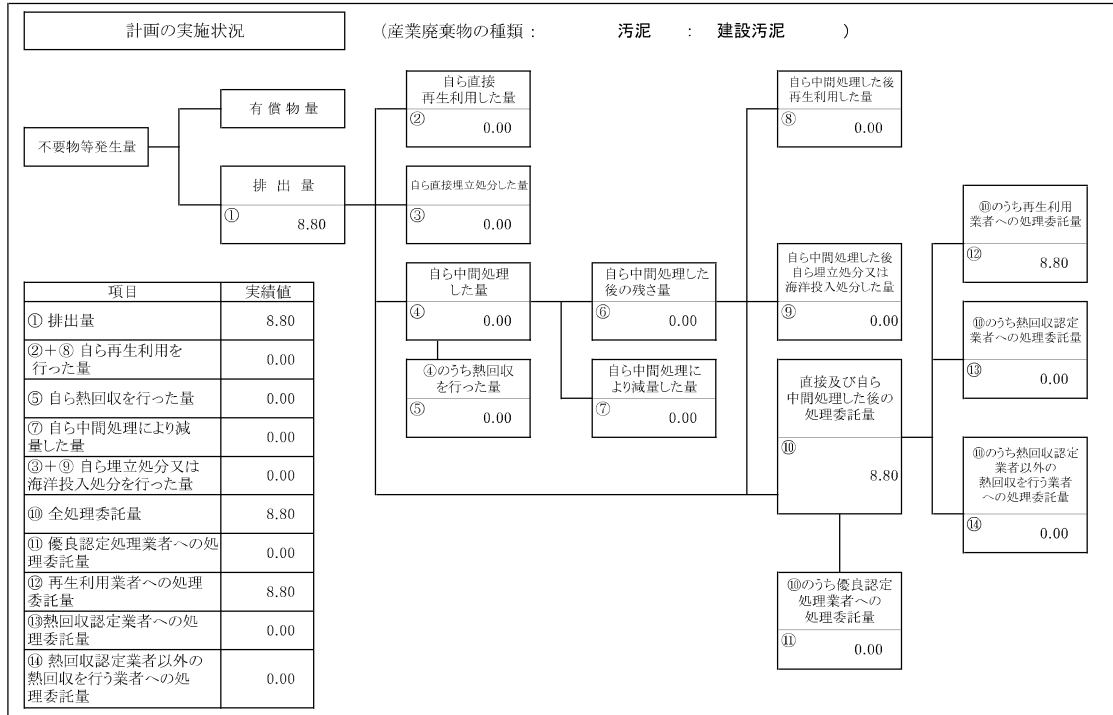 計画の実施状況
(産業廃棄物の種類： 汚泥 ： 建設汚泥 )
不要物等発生量
有償物量
排出量
① 8.80
自ら直接
再生利用した量
② 0.00
自ら直接埋立処分した量
③ 0.00
自ら中間処理
した量
④ 0.00
④のうち熱回収
を行った量
⑤ 0.00
自ら中間処理した
後の残さ量
⑥ 0.00
自ら中間処理に
より減量した量
⑦ 0.00
自ら中間処理した後
再生利用した量
⑧ 0.00
自ら中間処理した後
自ら埋立処分又は
海洋投入処分した量
⑨ 0.00
直接及び自ら
中間処理した後の
処理委託量
⑩ 8.80
⑩のうち優良認定
処理業者への
処理委託量
⑪ 0.00
⑩のうち再生利用
業者への処理委託量
⑫ 8.80
⑩のうち熱回収認定
業者への処理委託量
⑬ 0.00
⑩のうち熱回収認定
業者以外の
熱回収を行う業者
への処理委託量
⑭ 0.00
項目 実績値
① 排出量 8.80
②＋⑧ 自ら再生利用を
行った量 0.00
⑤ 自ら熱回収を行った量 0.00
⑦ 自ら中間処理により減
量した量 0.00
③＋⑨ 自ら埋立処分又は
海洋投入処分を行った量 0.00
⑩ 全処理委託量 8.80
⑪ 優良認定処理業者への処
理委託量 0.00
⑫ 再生利用業者への処理
委託量 8.80
⑬熱回収認定業者への処
理委託量 0.00
⑭ 熱回収認定業者以外の
熱回収を行う業者への処
理委託量 0.00